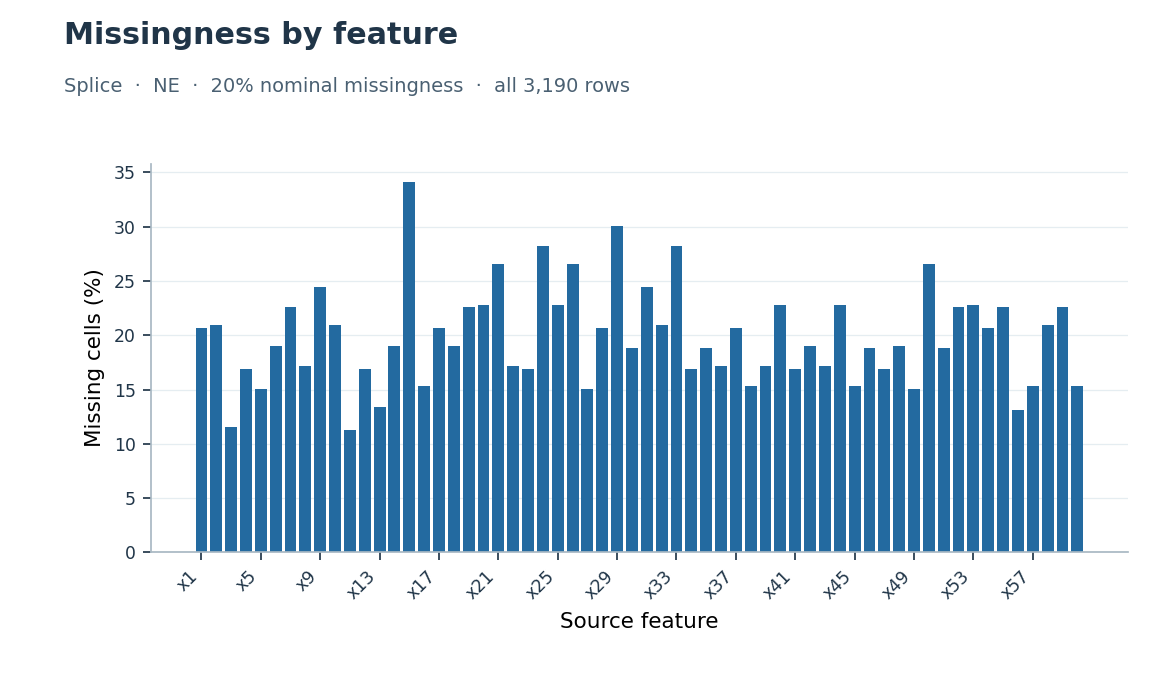 Missingness by feature
Splice · NE · 20% nominal missingness · all 3,190 rows
Missing cells (%)
35
30
25
20
15
10
5
0
x1 x5 x9 x13 x17 x21 x25 x29 x33 x37 x41 x45 x49 x53 x57
Source feature